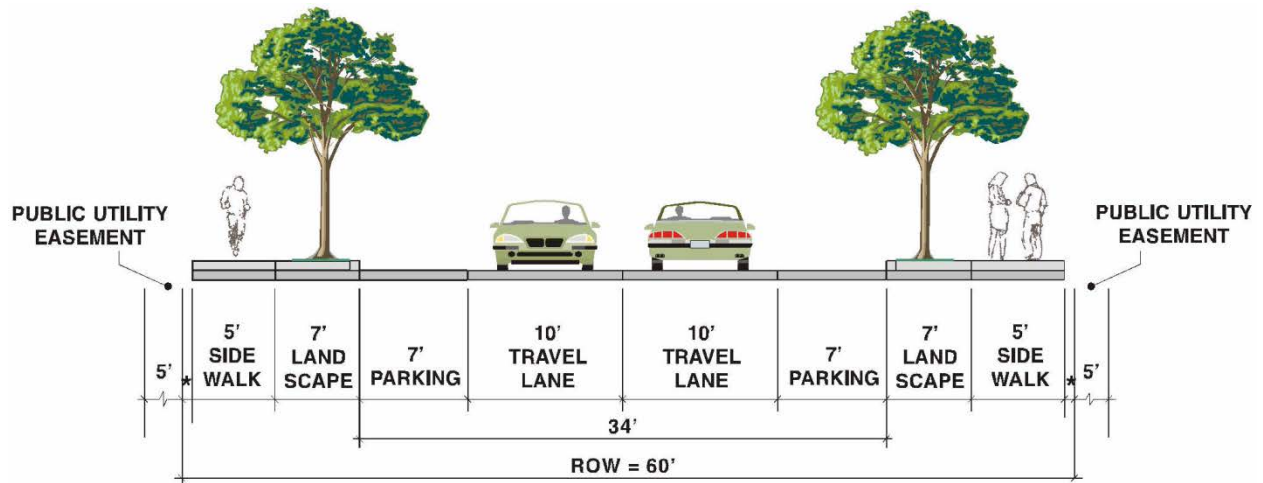 PUBLIC UTILITY
EASEMENT
PUBLIC UTILITY
EASEMENT
5'
*
5'
SIDE
WALK
7'
LAND
SCAPE
7'
PARKING
10'
TRAVEL
LANE
10'
TRAVEL
LANE
7'
PARKING
7'
LAND
SCAPE
5'
SIDE
WALK
*
5'
34'
ROW = 60'